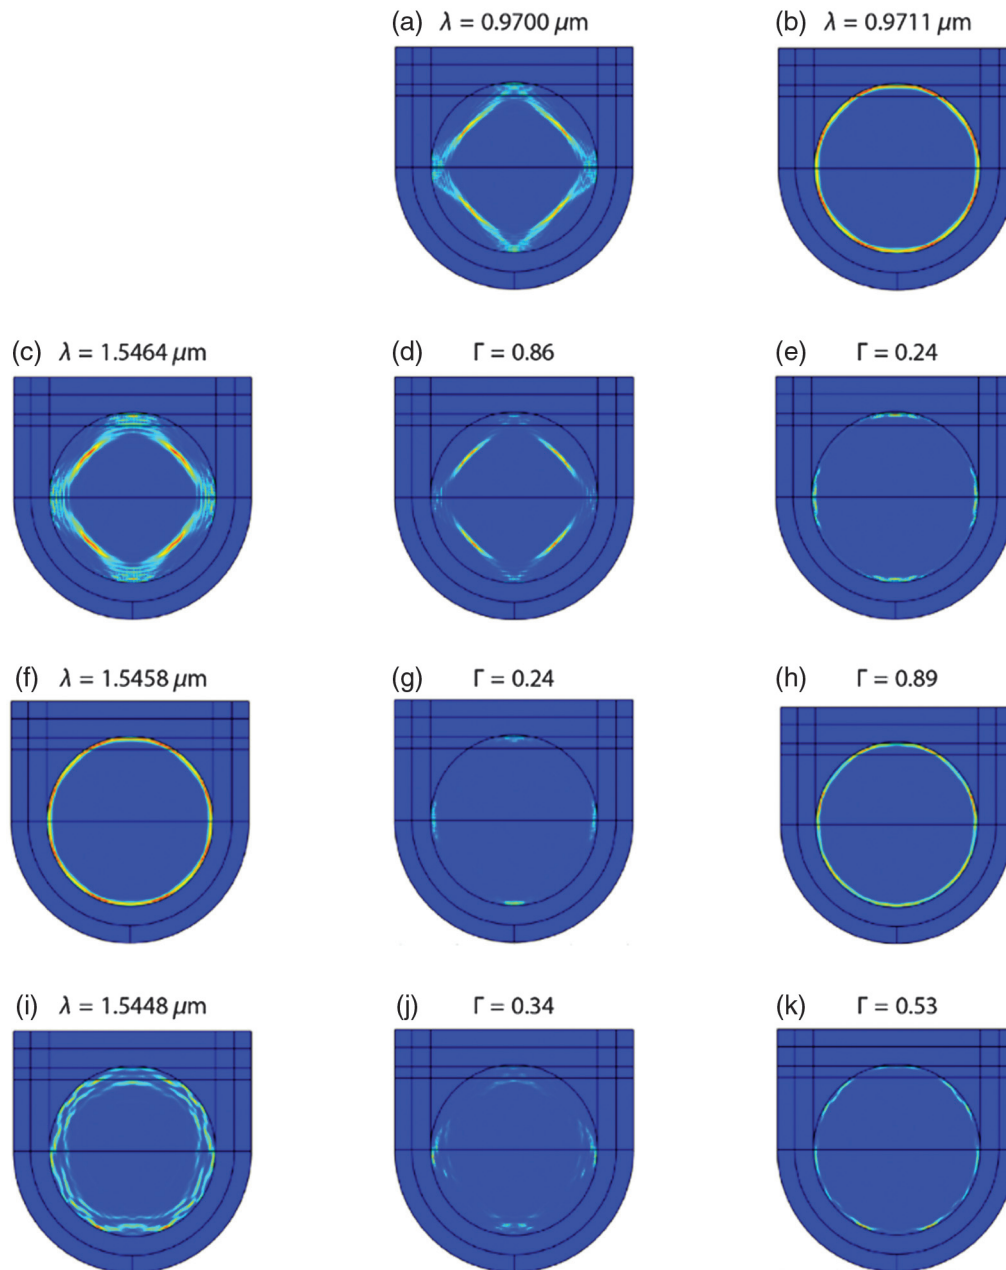 (a) λ = 0.9700 μm
(b) λ = 0.9711 μm
(c) λ = 1.5464 μm
(d) Γ = 0.86
(e) Γ = 0.24
(f) λ = 1.5458 μm
(g) Γ = 0.24
(h) Γ = 0.89
(i) λ = 1.5448 μm
(j) Γ = 0.34
(k) Γ = 0.53